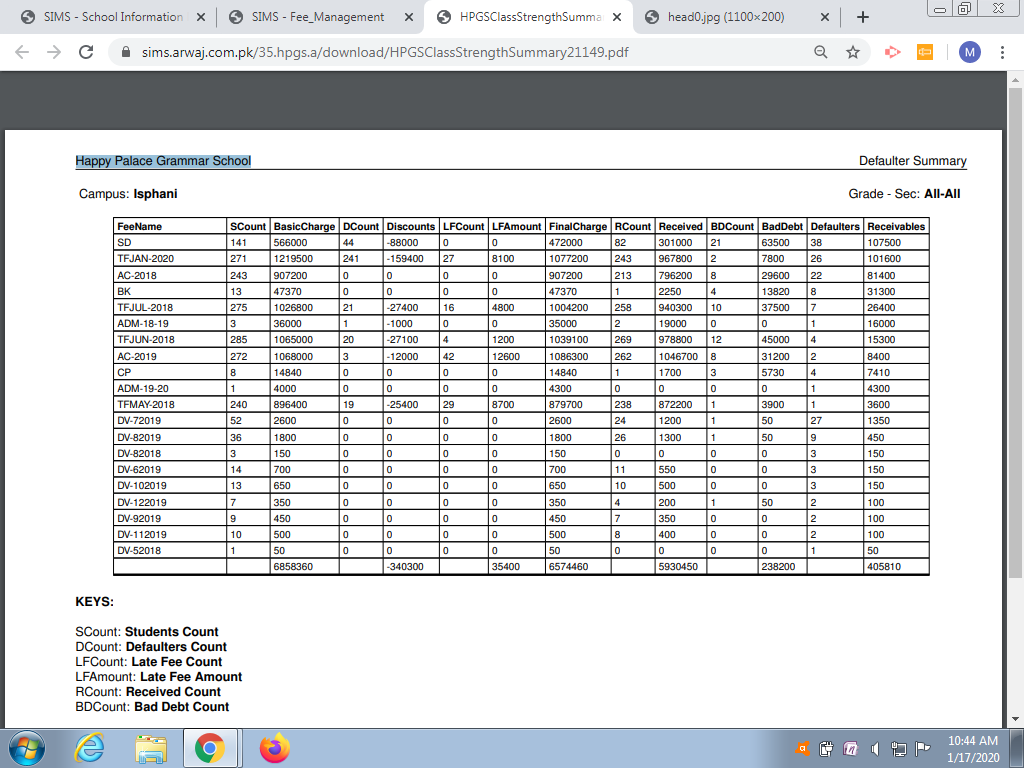 SIMS - School Information
SIMS - Fee_Management
HPGSClassStrengthSumma
head0.jpg (1100×200)
sims.arwaj.com.pk/35.hpgs.a/download/HPGSClassStrengthSummary21149.pdf
M
Happy Palace Grammar School Defaulter Summary
Campus: Isphani Grade - Sec: All-All
FeeName SCount BasicCharge DCount Discounts LFCount LFAmount FinalCharge RCount Received BDCount BadDebt Defaulters Receivables
SD 141 566000 44 -88000 0 0 472000 82 301000 21 63500 38 107500
TFJAN-2020 271 1219500 241 -159400 27 8100 1077200 243 967800 2 7800 26 101600
AC-2018 243 907200 0 0 0 0 907200 213 796200 8 29600 22 81400
BK 13 47370 0 0 0 0 47370 1 2250 4 13820 8 31300
TFJUL-2018 275 1026800 21 -27400 16 4800 1004200 258 940300 10 37500 7 26400
ADM-18-19 3 36000 1 -1000 0 0 35000 2 19000 0 0 1 16000
TFJUN-2018 285 1065000 20 -27100 4 1200 1039100 269 978800 12 45000 4 15300
AC-2019 272 1068000 3 -12000 42 12600 1086300 262 1046700 8 31200 2 8400
CP 8 14840 0 0 0 0 14840 1 1700 3 5730 4 7410
ADM-19-20 1 4000 0 0 0 0 4300 0 0 0 0 1 4300
TFMAY-2018 240 896400 19 -25400 29 8700 879700 238 872200 1 3900 1 3600
DV-72019 52 2600 0 0 0 0 2600 24 1200 1 50 27 1350
DV-82019 36 1800 0 0 0 0 1800 26 1300 1 50 9 450
DV-82018 3 150 0 0 0 0 150 0 0 0 0 3 150
DV-62019 14 700 0 0 0 0 700 11 550 0 0 3 150
DV-102019 13 650 0 0 0 0 650 10 500 0 0 3 150
DV-122019 7 350 0 0 0 0 350 4 200 1 50 2 100
DV-92019 9 450 0 0 0 0 450 7 350 0 0 2 100
DV-112019 10 500 0 0 0 0 500 8 400 0 0 2 100
DV-52018 1 50 0 0 0 0 50 0 0 0 0 1 50
6858360 -340300 35400 6574460 5930450 238200 405810
KEYS:
SCount: Students Count
DCount: Defaulters Count
LFCount: Late Fee Count
LFAmount: Late Fee Amount
RCount: Received Count
BDCount: Bad Debt Count
10:44 AM
1/17/2020